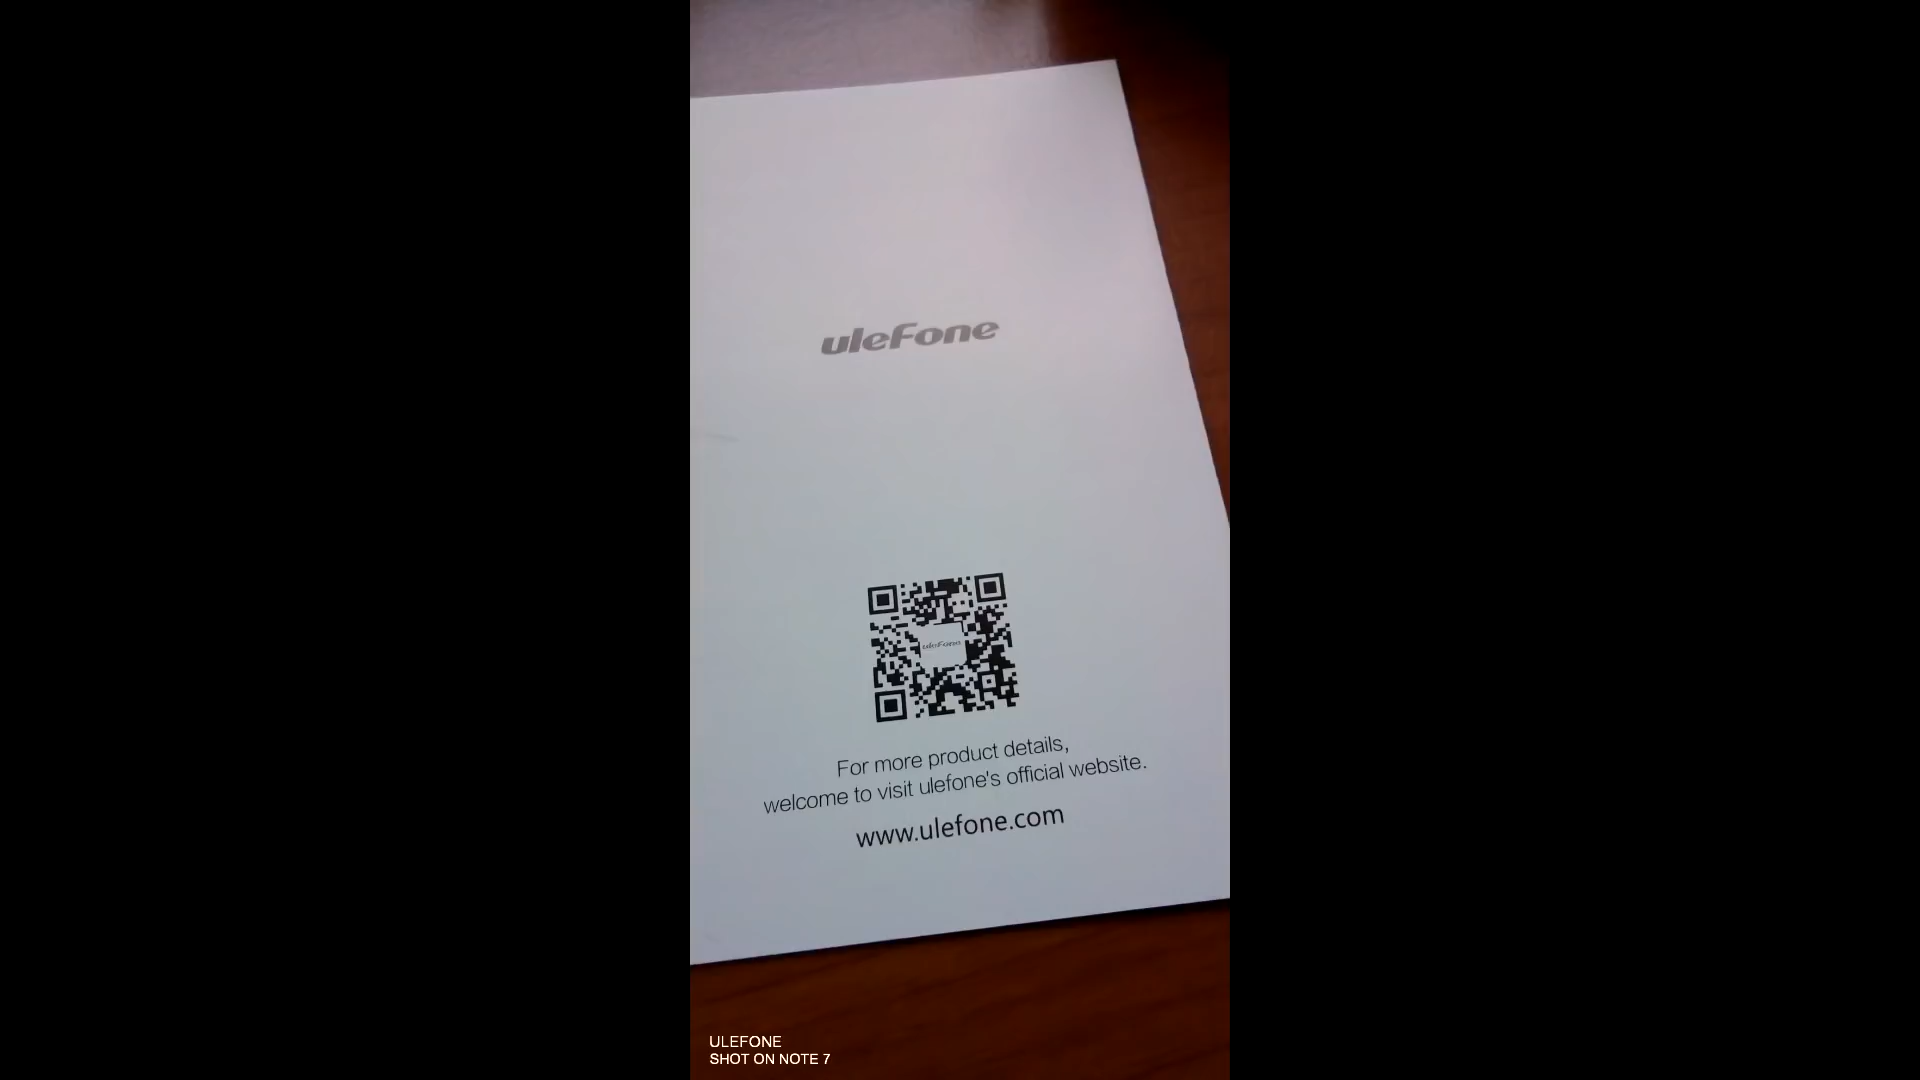 uleFone
uleFone
For more product details,
welcome to visit ulefone's official website.
www.ulefone.com
ULEFONE
SHOT ON NOTE 7